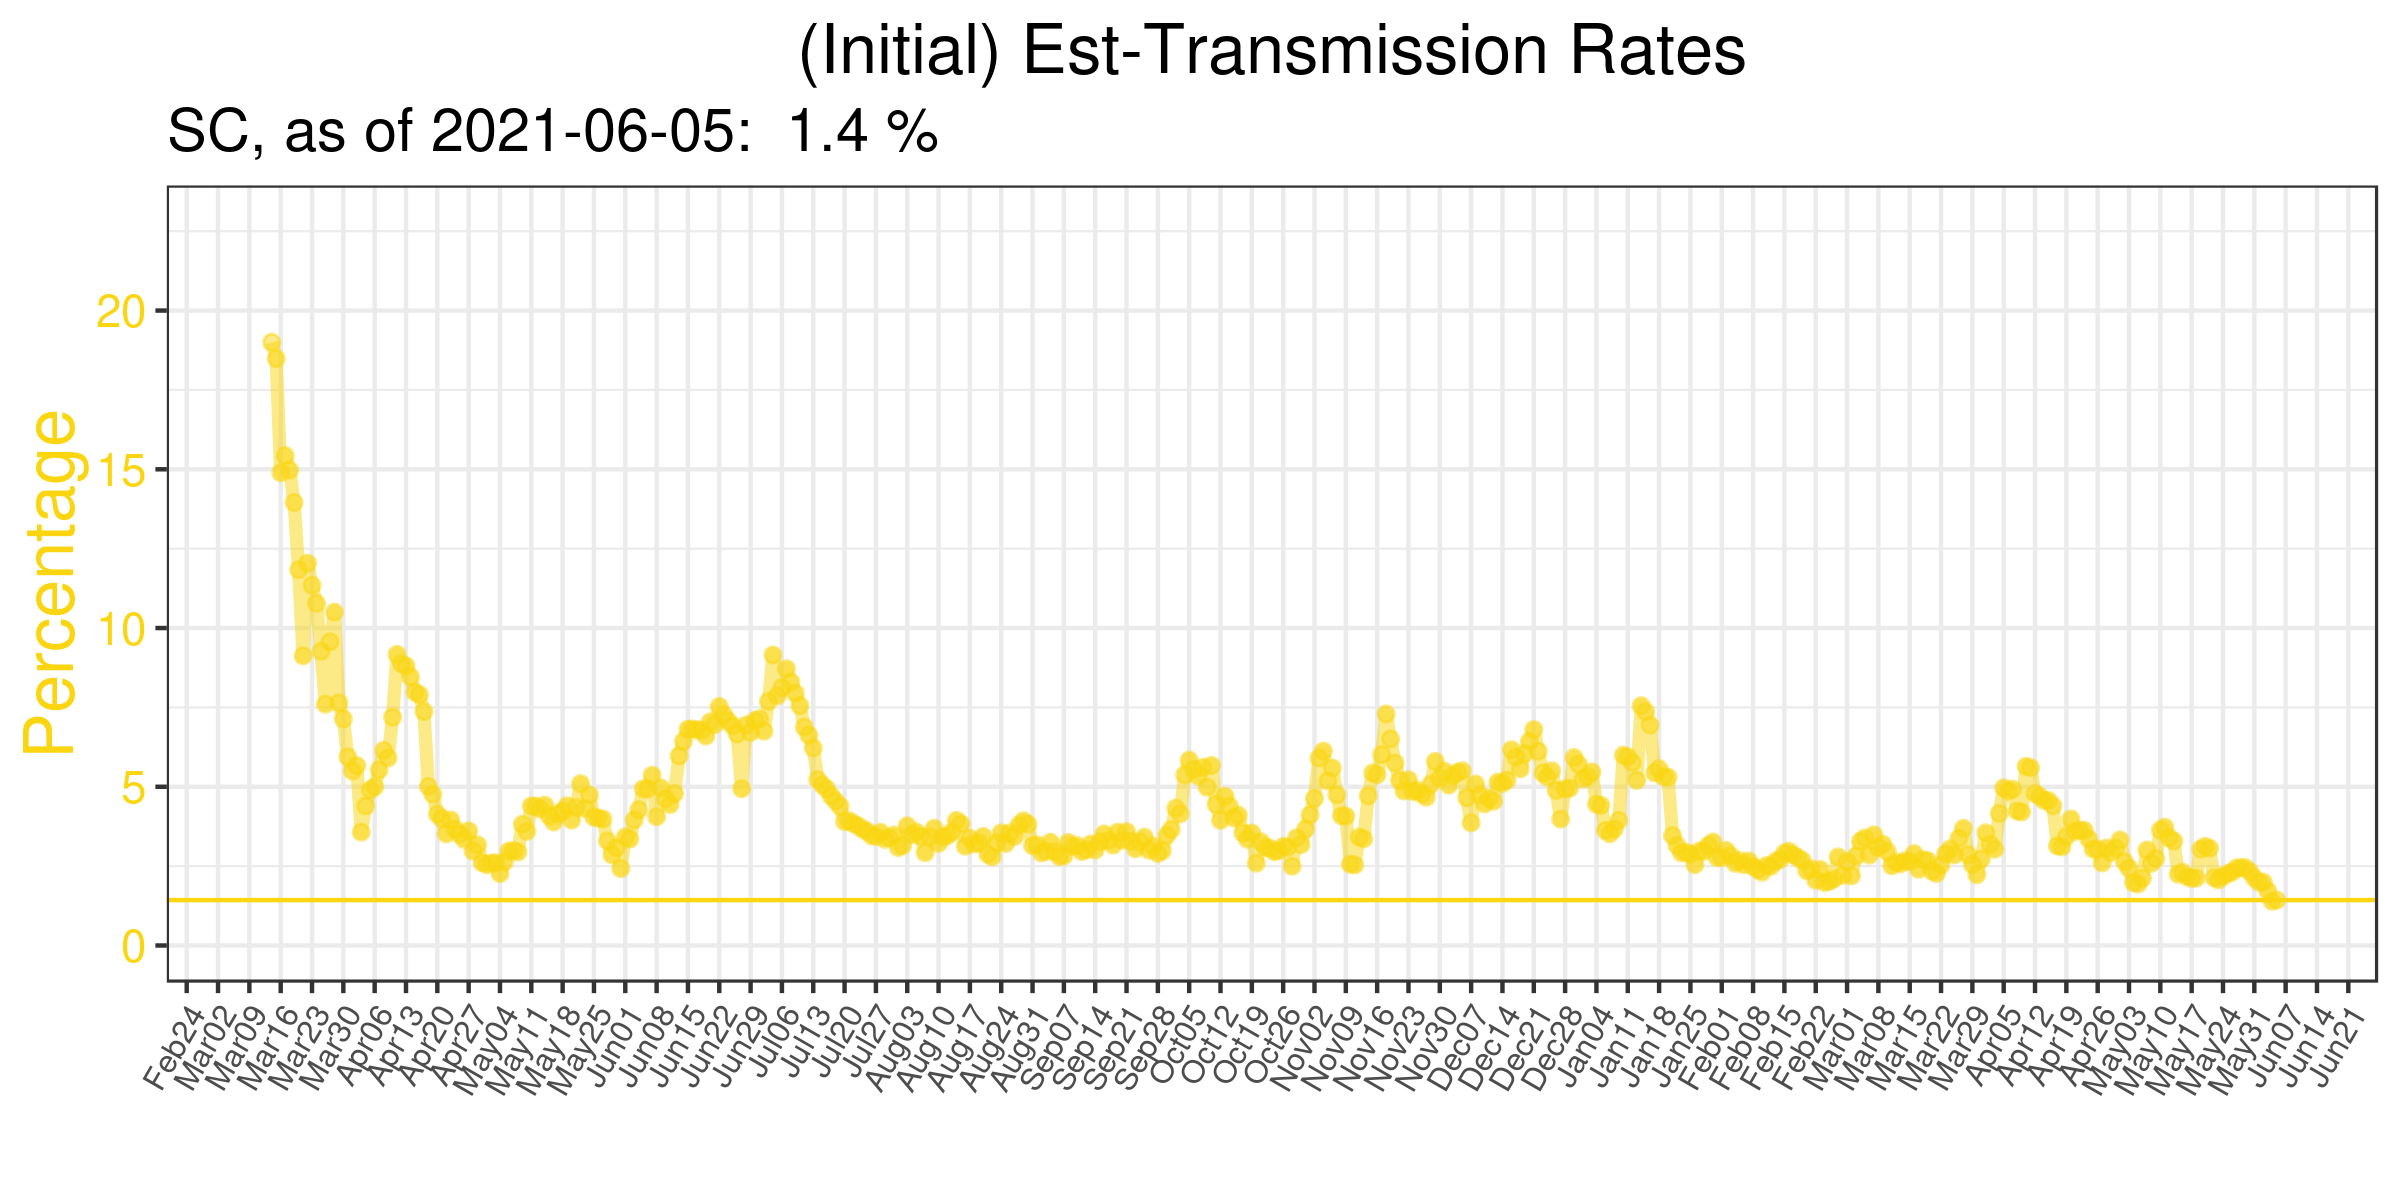 (Initial) Est-Transmission Rates
SC, as of 2021-06-05:  1.4 %
Percentage
20
15
10
5
0
Feb24
Mar02
Mar09
Mar16
Mar23
Mar30
Apr06
Apr13
Apr20
Apr27
May04
May11
May18
May25
Jun01
Jun08
Jun15
Jun22
Jun29
Jul06
Jul13
Jul20
Jul27
Aug03
Aug10
Aug17
Aug24
Aug31
Sep07
Sep14
Sep21
Sep28
Oct05
Oct12
Oct19
Oct26
Nov02
Nov09
Nov16
Nov23
Nov30
Dec07
Dec14
Dec21
Dec28
Jan04
Jan11
Jan18
Jan25
Feb01
Feb08
Feb15
Feb22
Mar01
Mar08
Mar15
Mar22
Mar29
Apr05
Apr12
Apr19
Apr26
May03
May10
May17
May24
May31
Jun07
Jun14
Jun21